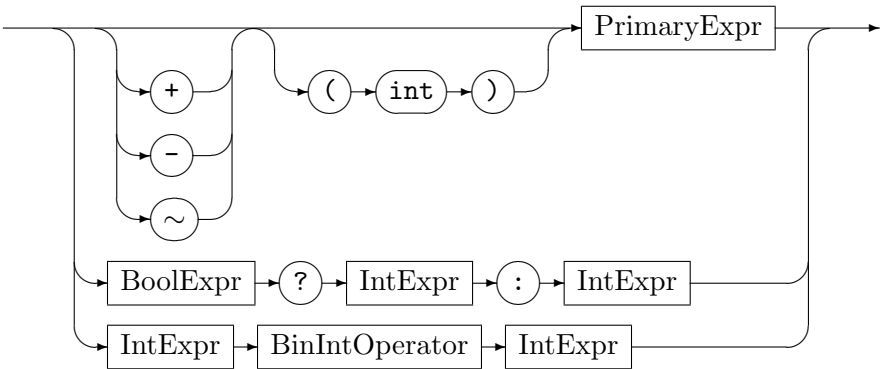 PrimaryExpr
+ ( int )
-
~
BoolExpr ? IntExpr : IntExpr
IntExpr BinIntOperator IntExpr